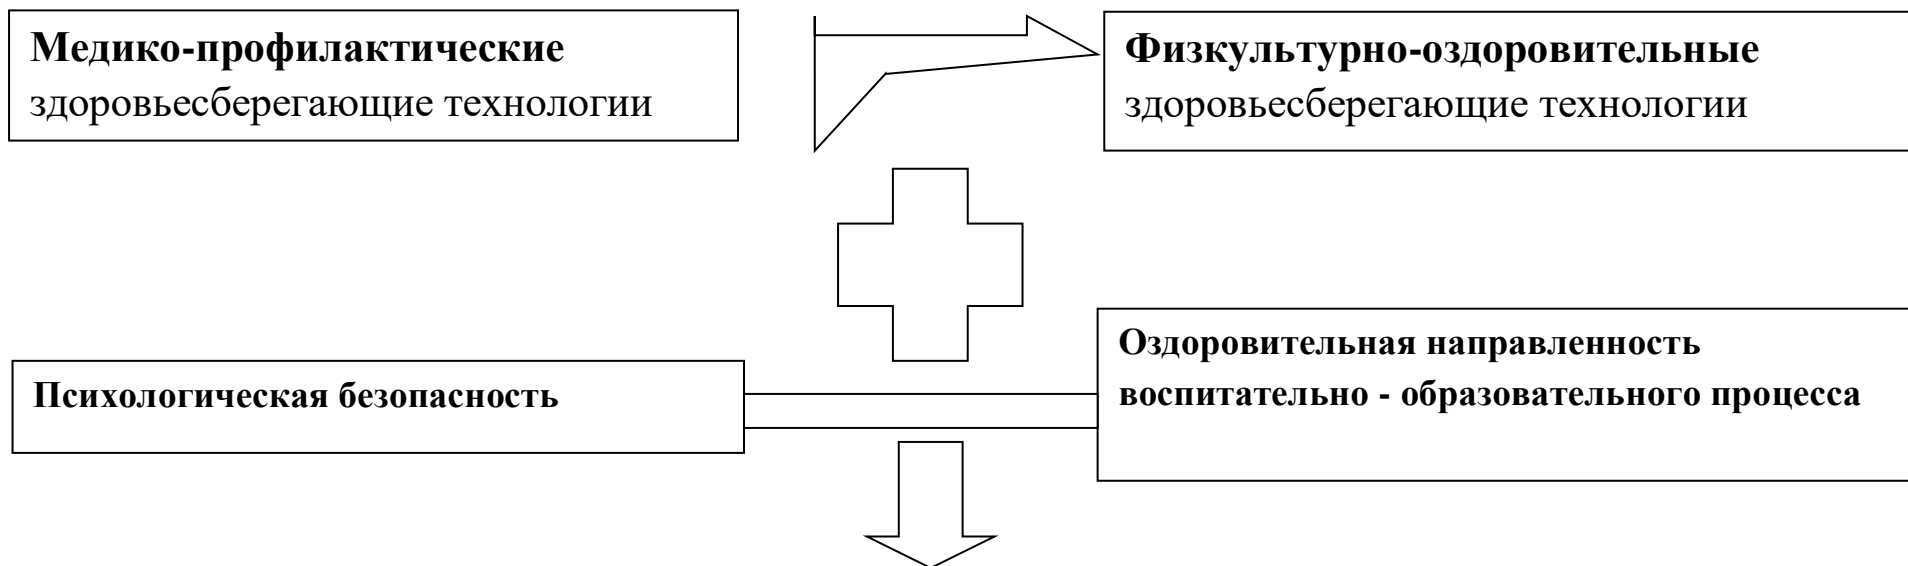 Медико-профилактические
здоровьесберегающие технологии
Физкультурно-оздоровительные
здоровьесберегающие технологии
Психологическая безопасность
Оздоровительная направленность
воспитательно - образовательного процесса